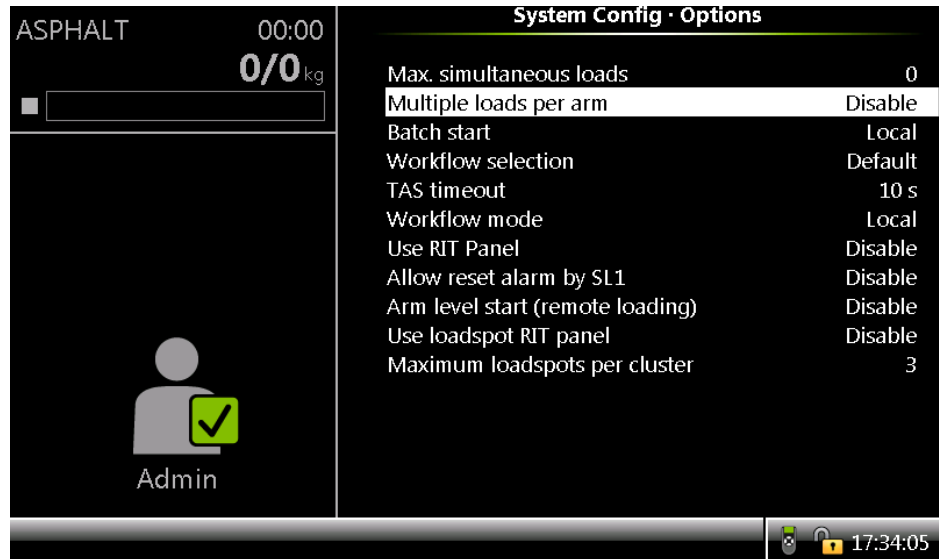 ASPHALT 00:00
0/0 kg
Admin
System Config · Options
Max. simultaneous loads 0
Multiple loads per arm Disable
Batch start Local
Workflow selection Default
TAS timeout 10 s
Workflow mode Local
Use RIT Panel Disable
Allow reset alarm by SL1 Disable
Arm level start (remote loading) Disable
Use loadspot RIT panel Disable
Maximum loadspots per cluster 3
17:34:05